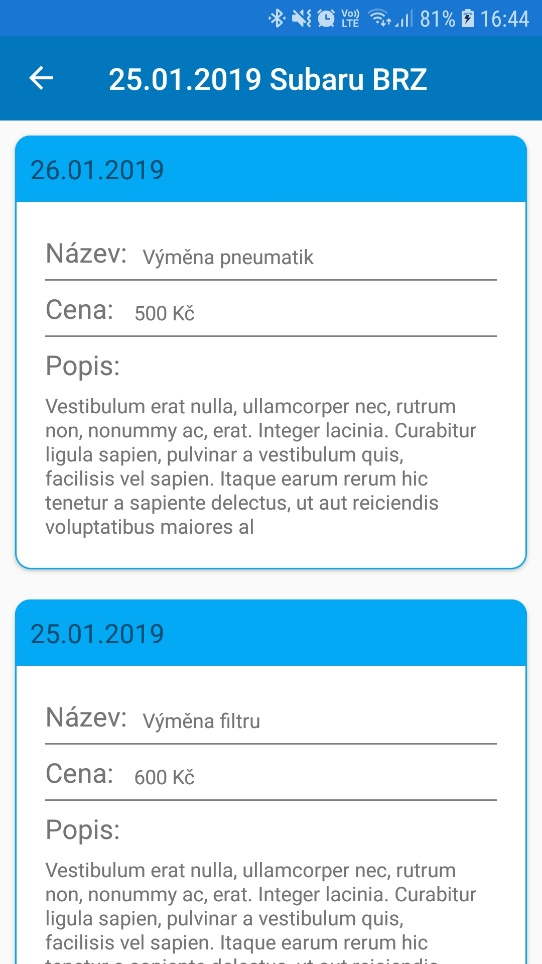 Vo)) LTE 81% 16:44
25.01.2019 Subaru BRZ
26.01.2019
Název: Výměna pneumatik
Cena: 500 Kč
Popis:
Vestibulum erat nulla, ullamcorper nec, rutrum
non, nonummy ac, erat. Integer lacinia. Curabitur
ligula sapien, pulvinar a vestibulum quis,
facilisis vel sapien. Itaque earum rerum hic
tenetur a sapiente delectus, ut aut reiciendis
voluptatibus maiores al
25.01.2019
Název: Výměna filtru
Cena: 600 Kč
Popis:
Vestibulum erat nulla, ullamcorper nec, rutrum
non, nonummy ac, erat. Integer lacinia. Curabitur
ligula sapien, pulvinar a vestibulum quis,
facilisis vel sapien. Itaque earum rerum hic